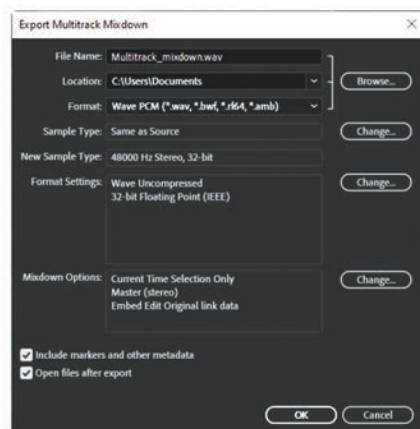 Export Multitrack Mixdown
File Name: Multitrack_mixdown.wav
Location: C:\Users\Documents Browse...
Format: Wave PCM (*.wav, *.bwf, *.rl64, *.amb)
Sample Type: Same as Source Change...
New Sample Type: 48000 Hz Stereo, 32-bit
Format Settings: Wave Uncompressed Change...
32-bit Floating Point (IEEE)
Mixdown Options: Current Time Selection Only Change...
Master (stereo)
Embed Edit Original link data
Include markers and other metadata
Open files after export
OK Cancel